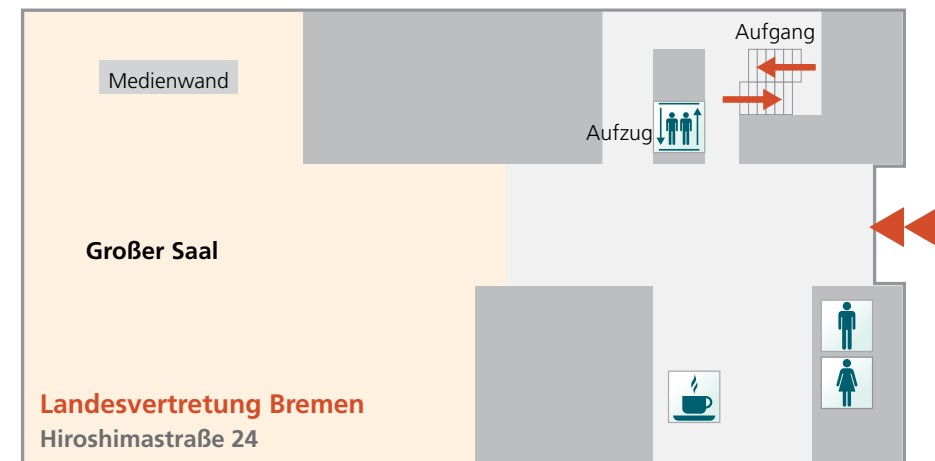 Aufgang
Medienwand
Aufzug
Großer Saal
Landesvertretung Bremen
Hiroshimastraße 24